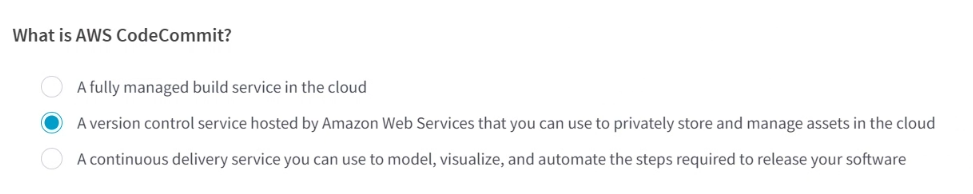 What is AWS CodeCommit?
A fully managed build service in the cloud
A version control service hosted by Amazon Web Services that you can use to privately store and manage assets in the cloud
A continuous delivery service you can use to model, visualize, and automate the steps required to release your software